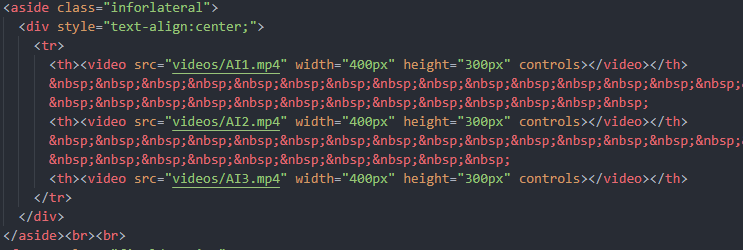 <aside class="inforlateral">
<div style="text-align:center;">
<tr>
<th><video src="videos/AI1.mp4" width="400px" height="300px" controls></video></th>
&nbsp;&nbsp;&nbsp;&nbsp;&nbsp;&nbsp;&nbsp;&nbsp;&nbsp;&nbsp;&nbsp;&nbsp;&nbsp;&nbsp;&nbsp;
&nbsp;&nbsp;&nbsp;&nbsp;&nbsp;&nbsp;&nbsp;&nbsp;&nbsp;&nbsp;&nbsp;&nbsp;&nbsp;
<th><video src="videos/AI2.mp4" width="400px" height="300px" controls></video></th>
&nbsp;&nbsp;&nbsp;&nbsp;&nbsp;&nbsp;&nbsp;&nbsp;&nbsp;&nbsp;&nbsp;&nbsp;&nbsp;&nbsp;&nbsp;
&nbsp;&nbsp;&nbsp;&nbsp;&nbsp;&nbsp;&nbsp;&nbsp;&nbsp;&nbsp;
<th><video src="videos/AI3.mp4" width="400px" height="300px" controls></video></th>
</tr>
</div>
</aside><br><br>